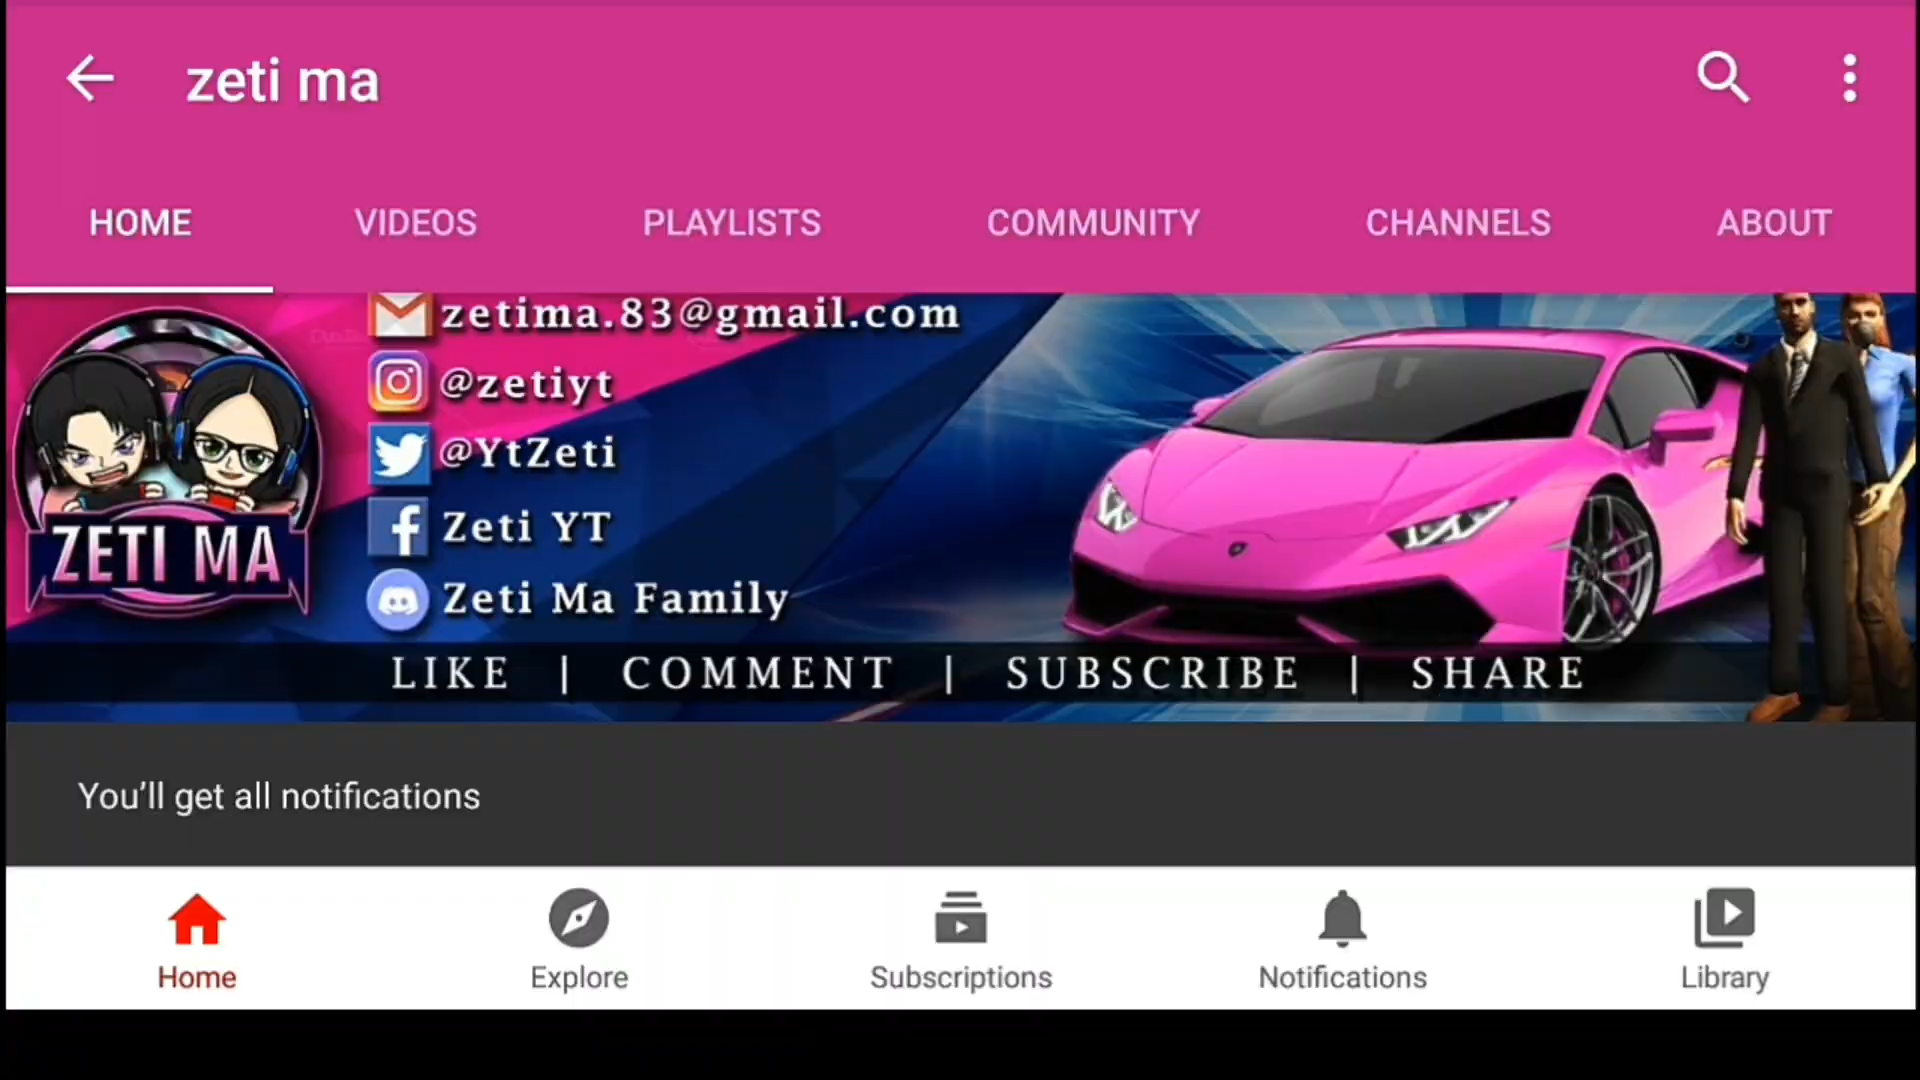 zeti ma
HOME VIDEOS PLAYLISTS COMMUNITY CHANNELS ABOUT
zetima.83@gmail.com
@zetiyt
@YtZeti
Zeti YT
Zeti Ma Family
ZETI MA
LIKE | COMMENT | SUBSCRIBE | SHARE
You’ll get all notifications
Home Explore Subscriptions Notifications Library